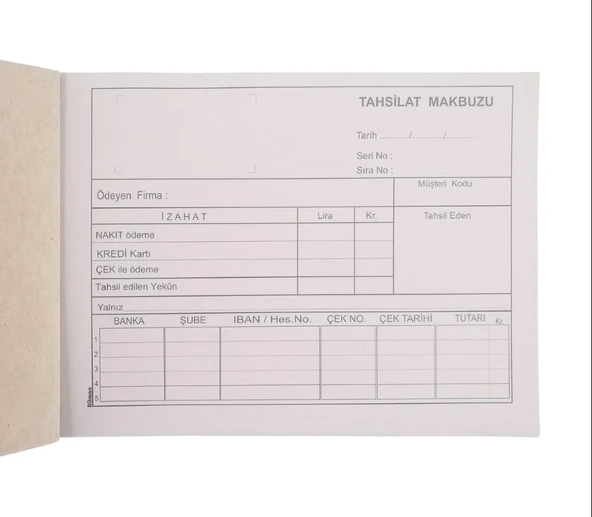 TAHSİLAT MAKBUZU
Tarih ........../.........../..........
Seri No :
Sıra No :
Ödeyen Firma :
Müşteri Kodu
İZAHAT Lira Kr. Tahsil Eden
NAKIT ödeme
KREDİ Kartı
ÇEK ile ödeme
Tahsil edilen Yekün
Yalnız
BANKA ŞUBE IBAN / Hes.No. ÇEK NO. ÇEK TARİHİ TUTARI Kr.
1
2
3
4
5